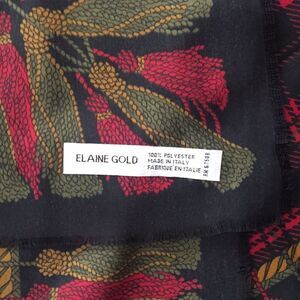 ELAINE GOLD
100% POLYESTER
MADE IN ITALY
FABRIQUE EN ITALIE